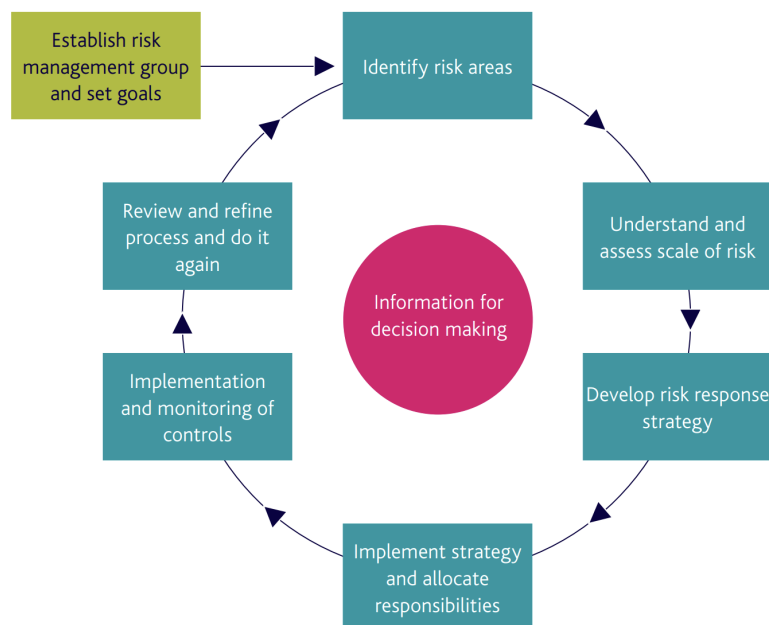 Establish risk
management group
and set goals
Identify risk areas
Understand and
assess scale of risk
Develop risk response
strategy
Implement strategy
and allocate
responsibilities
Implementation
and monitoring of
controls
Review and refine
process and do it
again
Information for
decision making